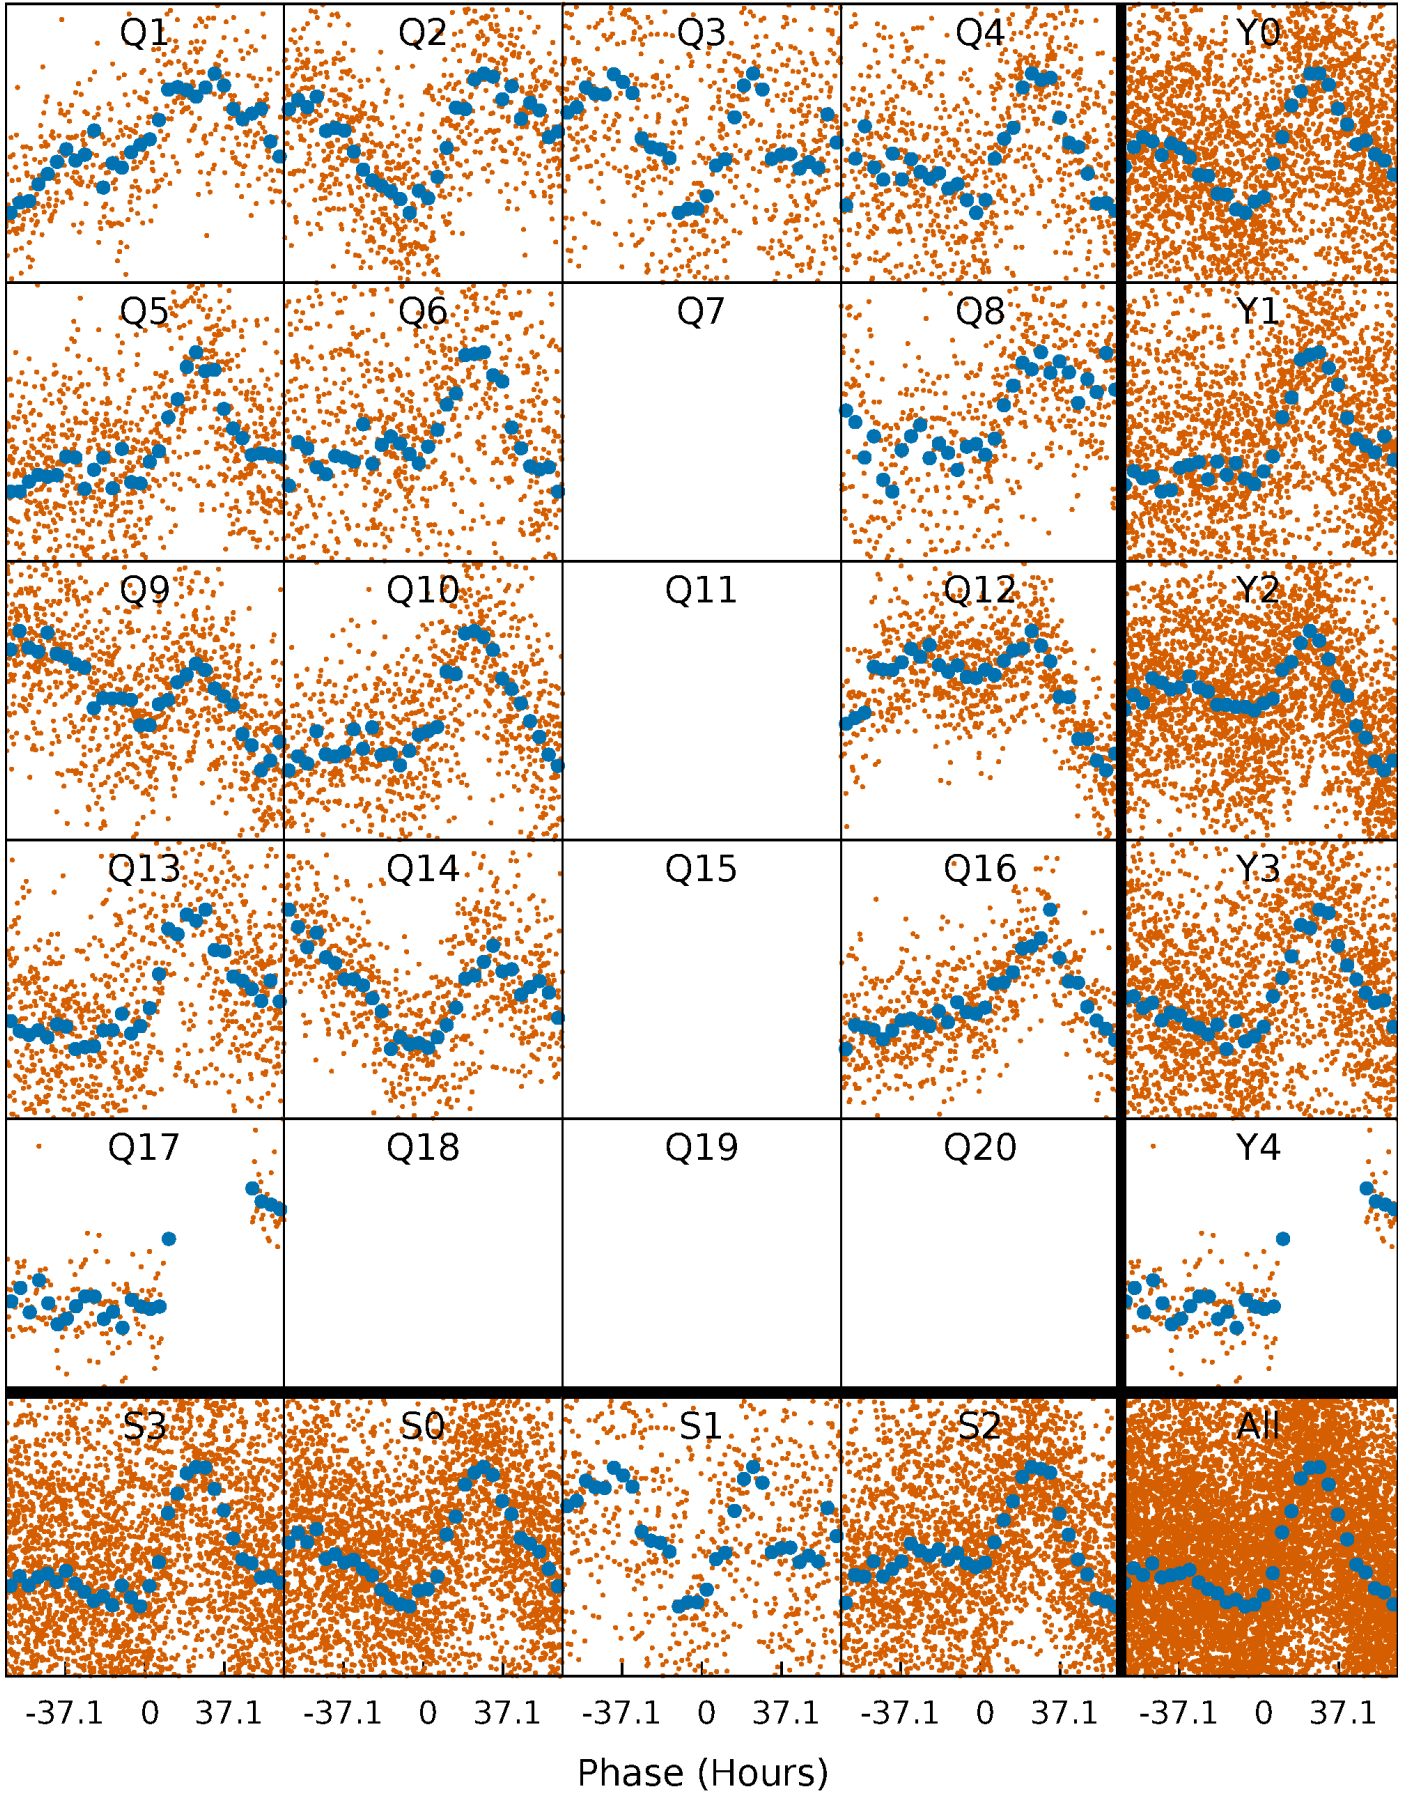 Q1 Q2 Q3 Q4 Y0
Q5 Q6 Q7 Q8 Y1
Q9 Q10 Q11 Q12 Y2
Q13 Q14 Q15 Q16 Y3
Q17 Q18 Q19 Q20 Y4
S3 S0 S1 S2 All
-37.1 0 37.1 -37.1 0 37.1 -37.1 0 37.1 -37.1 0 37.1 -37.1 0 37.1
Phase (Hours)